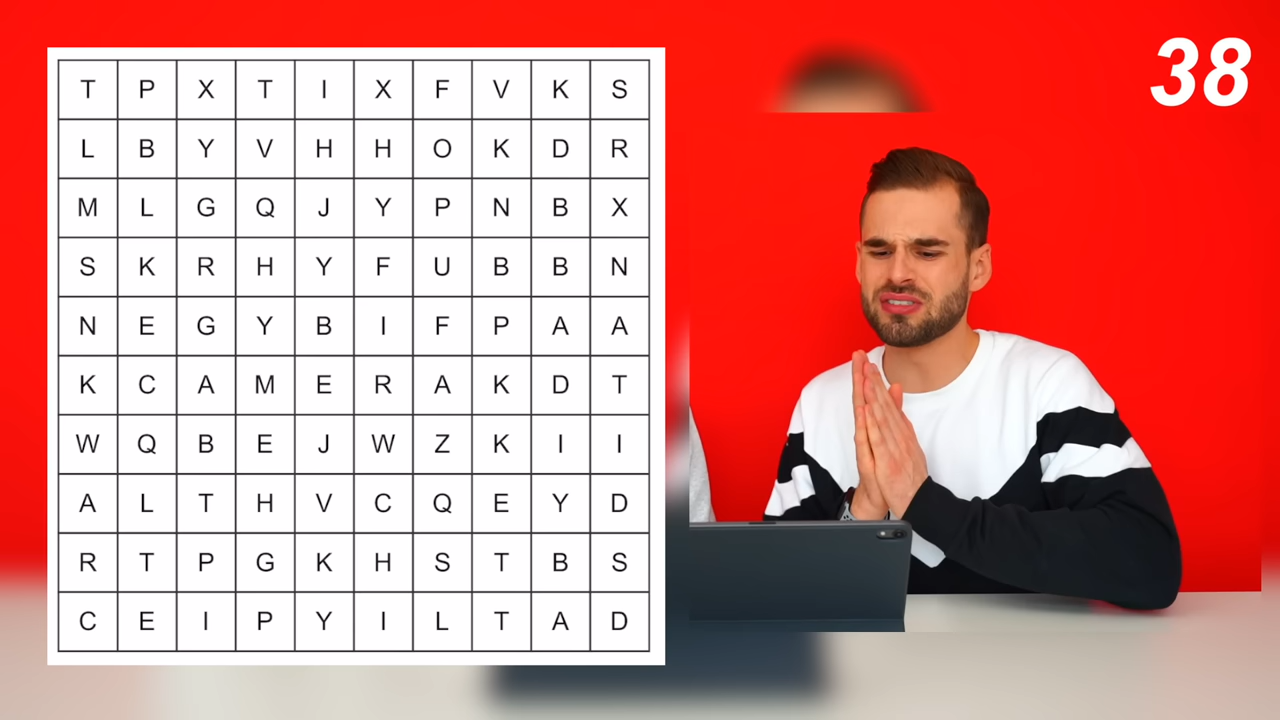 38
T P X T I X F V K S
L B Y V H H O K D R
M L G Q J Y P N B X
S K R H Y F U B B N
N E G Y B I F P A A
K C A M E R A K D T
W Q B E J W Z K I I
A L T H V C Q E Y D
R T P G K H S T B S
C E I P Y I L T A D